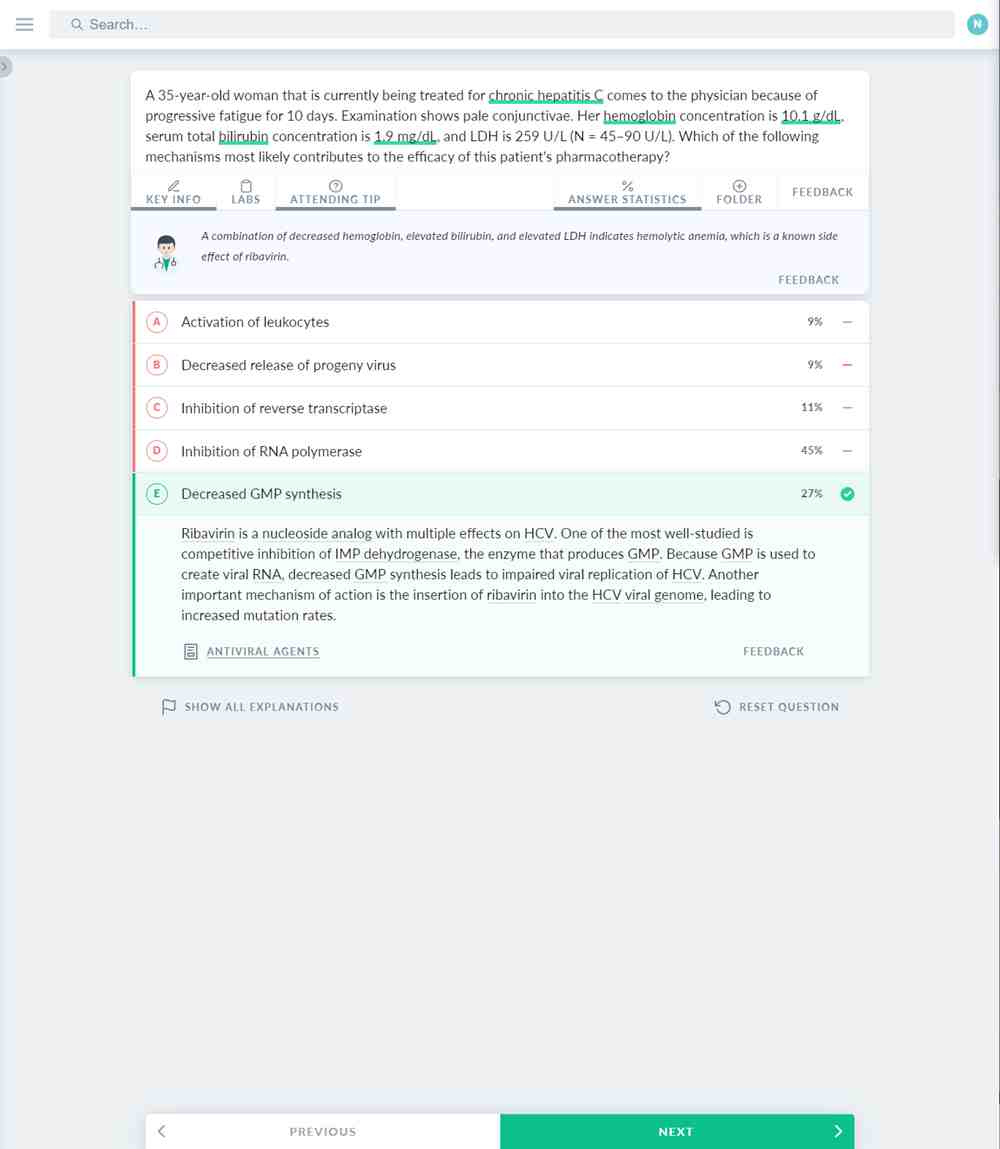 Search...
N
A 35-year-old woman that is currently being treated for chronic hepatitis C comes to the physician because of
progressive fatigue for 10 days. Examination shows pale conjunctivae. Her hemoglobin concentration is 10.1 g/dL,
serum total bilirubin concentration is 1.9 mg/dL, and LDH is 259 U/L (N = 45–90 U/L). Which of the following
mechanisms most likely contributes to the efficacy of this patient's pharmacotherapy?
KEY INFO
LABS
ATTENDING TIP
ANSWER STATISTICS
FOLDER
FEEDBACK
A combination of decreased hemoglobin, elevated bilirubin, and elevated LDH indicates hemolytic anemia, which is a known side
effect of ribavirin.
FEEDBACK
A Activation of leukocytes 9%
B Decreased release of progeny virus 9%
C Inhibition of reverse transcriptase 11%
D Inhibition of RNA polymerase 45%
E Decreased GMP synthesis 27%
Ribavirin is a nucleoside analog with multiple effects on HCV. One of the most well-studied is
competitive inhibition of IMP dehydrogenase, the enzyme that produces GMP. Because GMP is used to
create viral RNA, decreased GMP synthesis leads to impaired viral replication of HCV. Another
important mechanism of action is the insertion of ribavirin into the HCV viral genome, leading to
increased mutation rates.
ANTIVIRAL AGENTS
FEEDBACK
SHOW ALL EXPLANATIONS
RESET QUESTION
PREVIOUS
NEXT